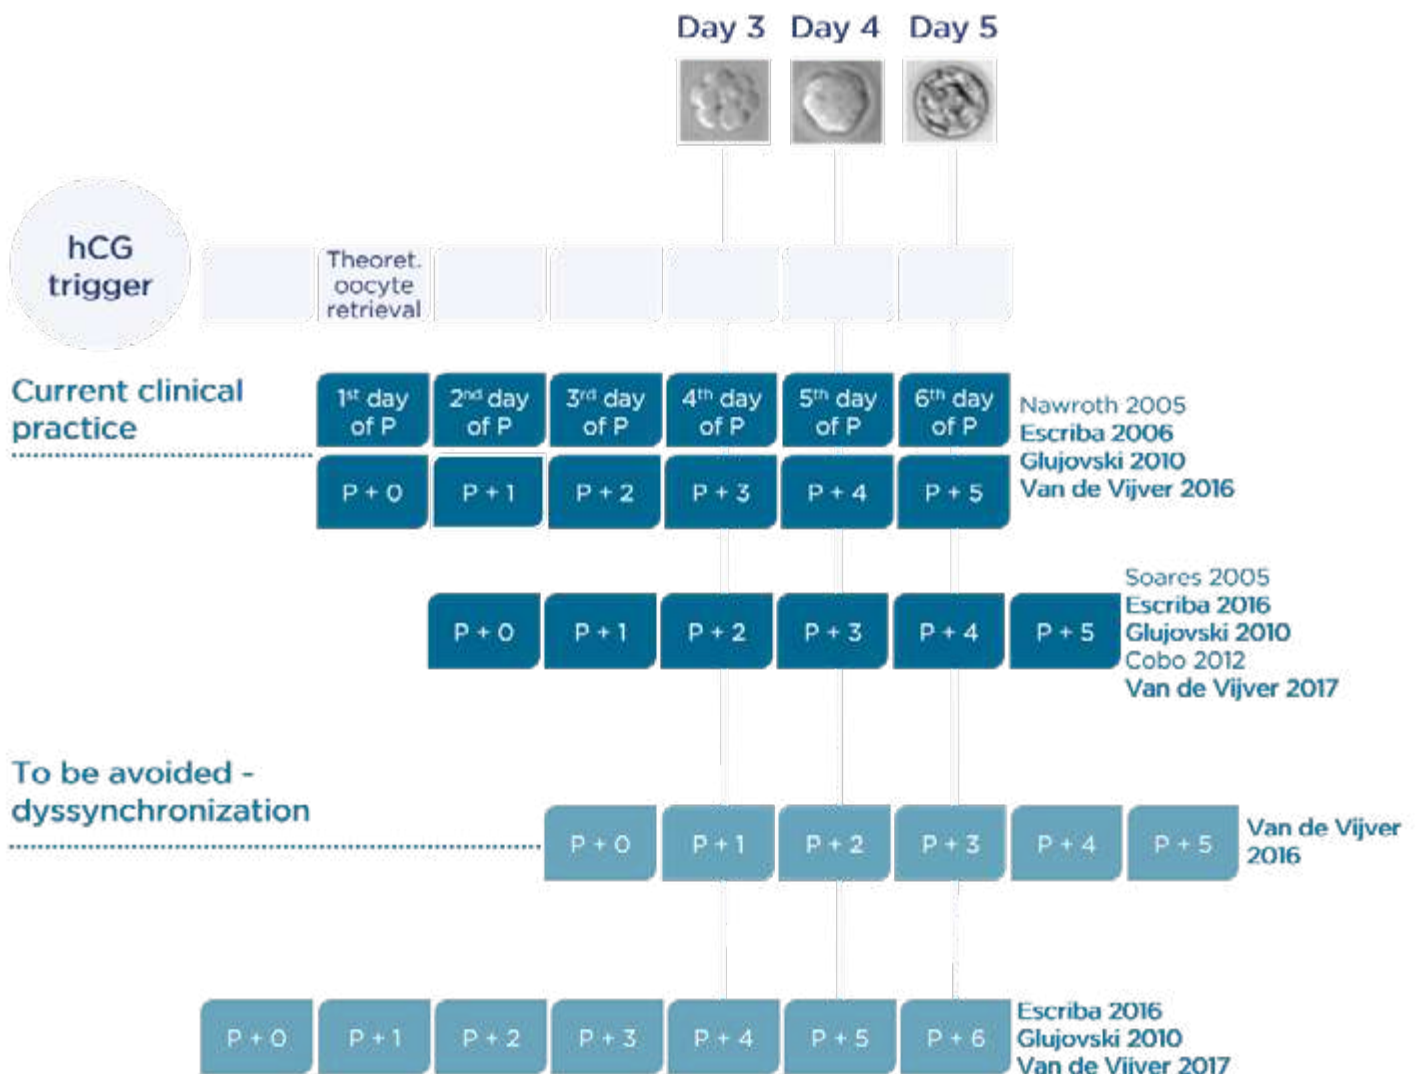 Day 3 Day 4 Day 5
hCG
trigger
Theoret.
oocyte
retrieval
Current clinical
practice
1st day
of P
2nd day
of P
3rd day
of P
4th day
of P
5th day
of P
6th day
of P
P + 0 P + 1 P + 2 P + 3 P + 4 P + 5
Nawroth 2005
Escriba 2006
Glujovski 2010
Van de Vijver 2016
P + 0 P + 1 P + 2 P + 3 P + 4 P + 5
Soares 2005
Escriba 2016
Glujovski 2010
Cobo 2012
Van de Vijver 2017
To be avoided -
dyssynchronization
P + 0 P + 1 P + 2 P + 3 P + 4 P + 5
Van de Vijver
2016
P + 0 P + 1 P + 2 P + 3 P + 4 P + 5 P + 6
Escriba 2016
Glujovski 2010
Van de Vijver 2017